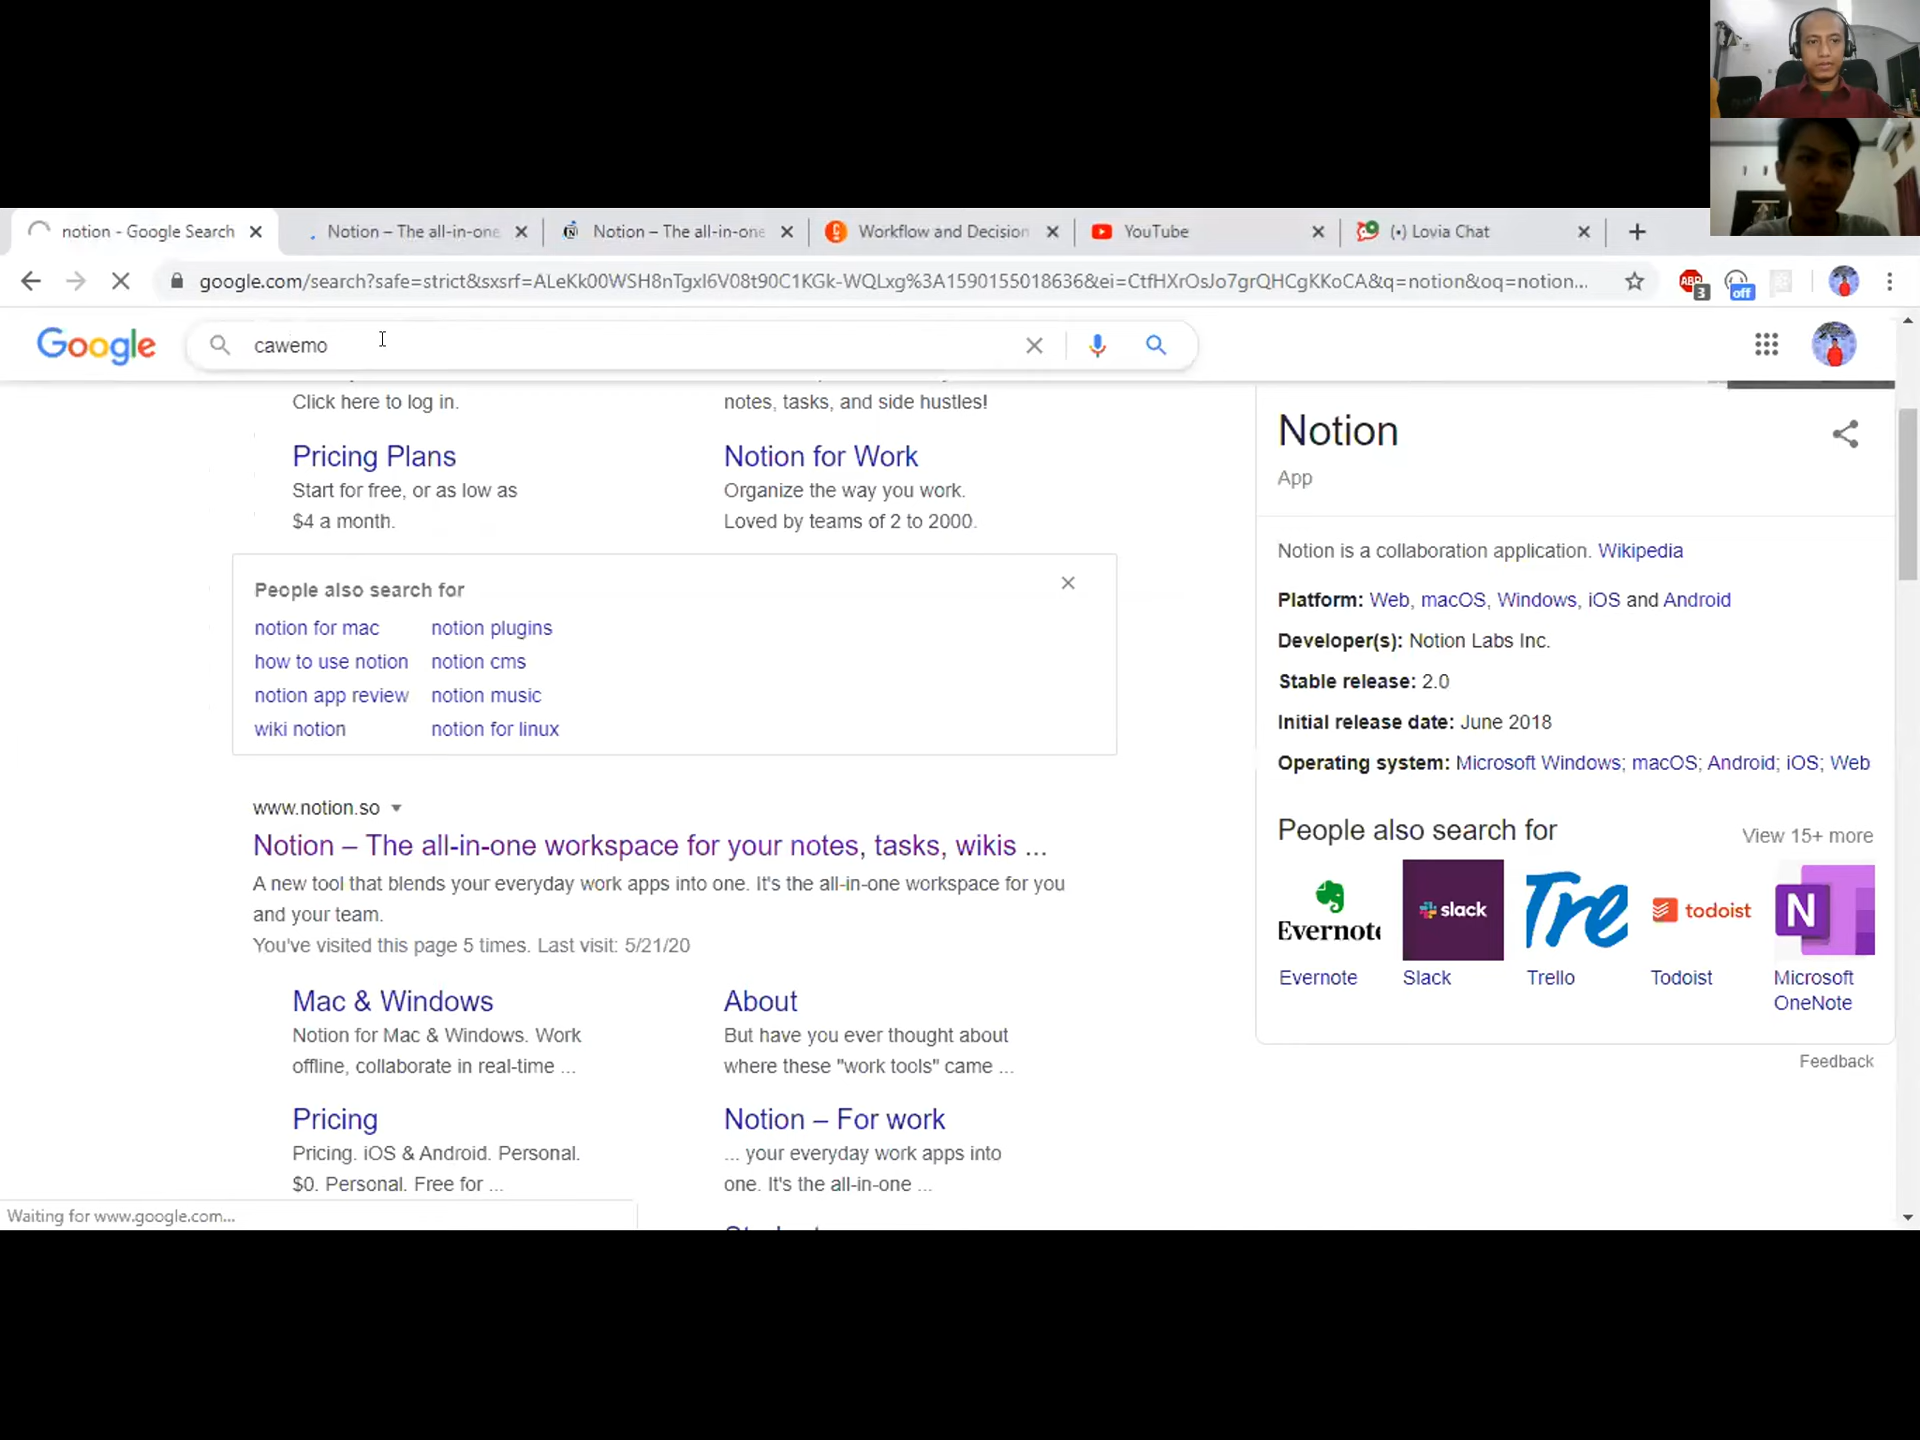 notion - Google Search
Notion – The all-in-one
Notion – The all-in-one
Workflow and Decision
YouTube
(•) Lovia Chat
google.com/search?safe=strict&sxsrf=ALeKk00WSH8nTgxI6V08t90C1KGk-WQLxg%3A1590155018636&ei=CtfHXrOsJo7grQHCgKKoCA&q=notion&oq=notion...
ABP
3
off
Google
cawemo
Click here to log in.
notes, tasks, and side hustles!
Pricing Plans
Start for free, or as low as
$4 a month.
Notion for Work
Organize the way you work.
Loved by teams of 2 to 2000.
People also search for
notion for mac
notion plugins
how to use notion
notion cms
notion app review
notion music
wiki notion
notion for linux
www.notion.so
Notion – The all-in-one workspace for your notes, tasks, wikis ...
A new tool that blends your everyday work apps into one. It's the all-in-one workspace for you
and your team.
You've visited this page 5 times. Last visit: 5/21/20
Mac & Windows
Notion for Mac & Windows. Work
offline, collaborate in real-time ...
About
But have you ever thought about
where these "work tools" came ...
Pricing
Pricing. iOS & Android. Personal.
$0. Personal. Free for ...
Notion – For work
... your everyday work apps into
one. It's the all-in-one ...
Notion
App
Notion is a collaboration application. Wikipedia
Platform: Web, macOS, Windows, iOS and Android
Developer(s): Notion Labs Inc.
Stable release: 2.0
Initial release date: June 2018
Operating system: Microsoft Windows; macOS; Android; iOS; Web
People also search for
View 15+ more
Evernote
slack
Tre
todoist
N
Evernote
Slack
Trello
Todoist
Microsoft
OneNote
Feedback
Waiting for www.google.com...